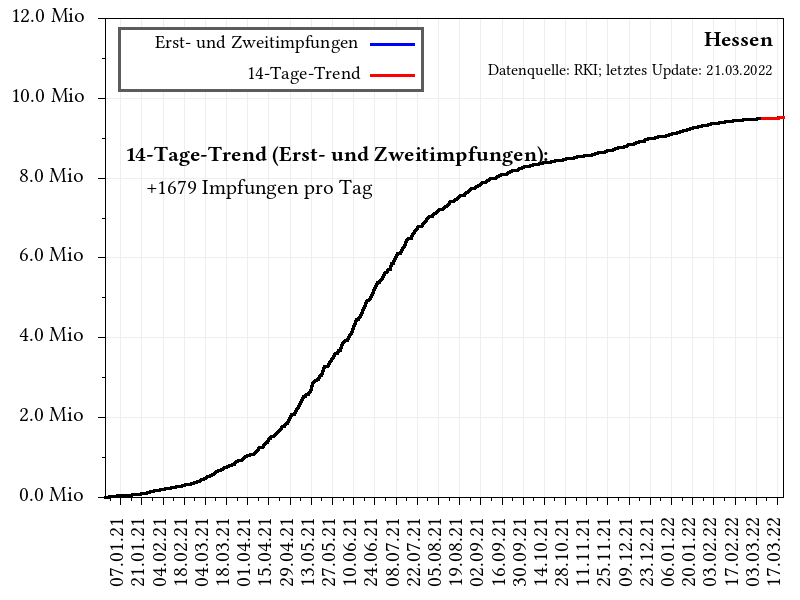 12.0 Mio
10.0 Mio
8.0 Mio
6.0 Mio
4.0 Mio
2.0 Mio
0.0 Mio
Erst- und Zweitimpfungen
14-Tage-Trend
Hessen
Datenquelle: RKI; letztes Update: 21.03.2022
14-Tage-Trend (Erst- und Zweitimpfungen):
+1679 Impfungen pro Tag
07.01.21
21.01.21
04.02.21
18.02.21
04.03.21
18.03.21
01.04.21
15.04.21
29.04.21
13.05.21
27.05.21
10.06.21
24.06.21
08.07.21
22.07.21
05.08.21
19.08.21
02.09.21
16.09.21
30.09.21
14.10.21
28.10.21
11.11.21
25.11.21
09.12.21
23.12.21
06.01.22
20.01.22
03.02.22
17.02.22
03.03.22
17.03.22